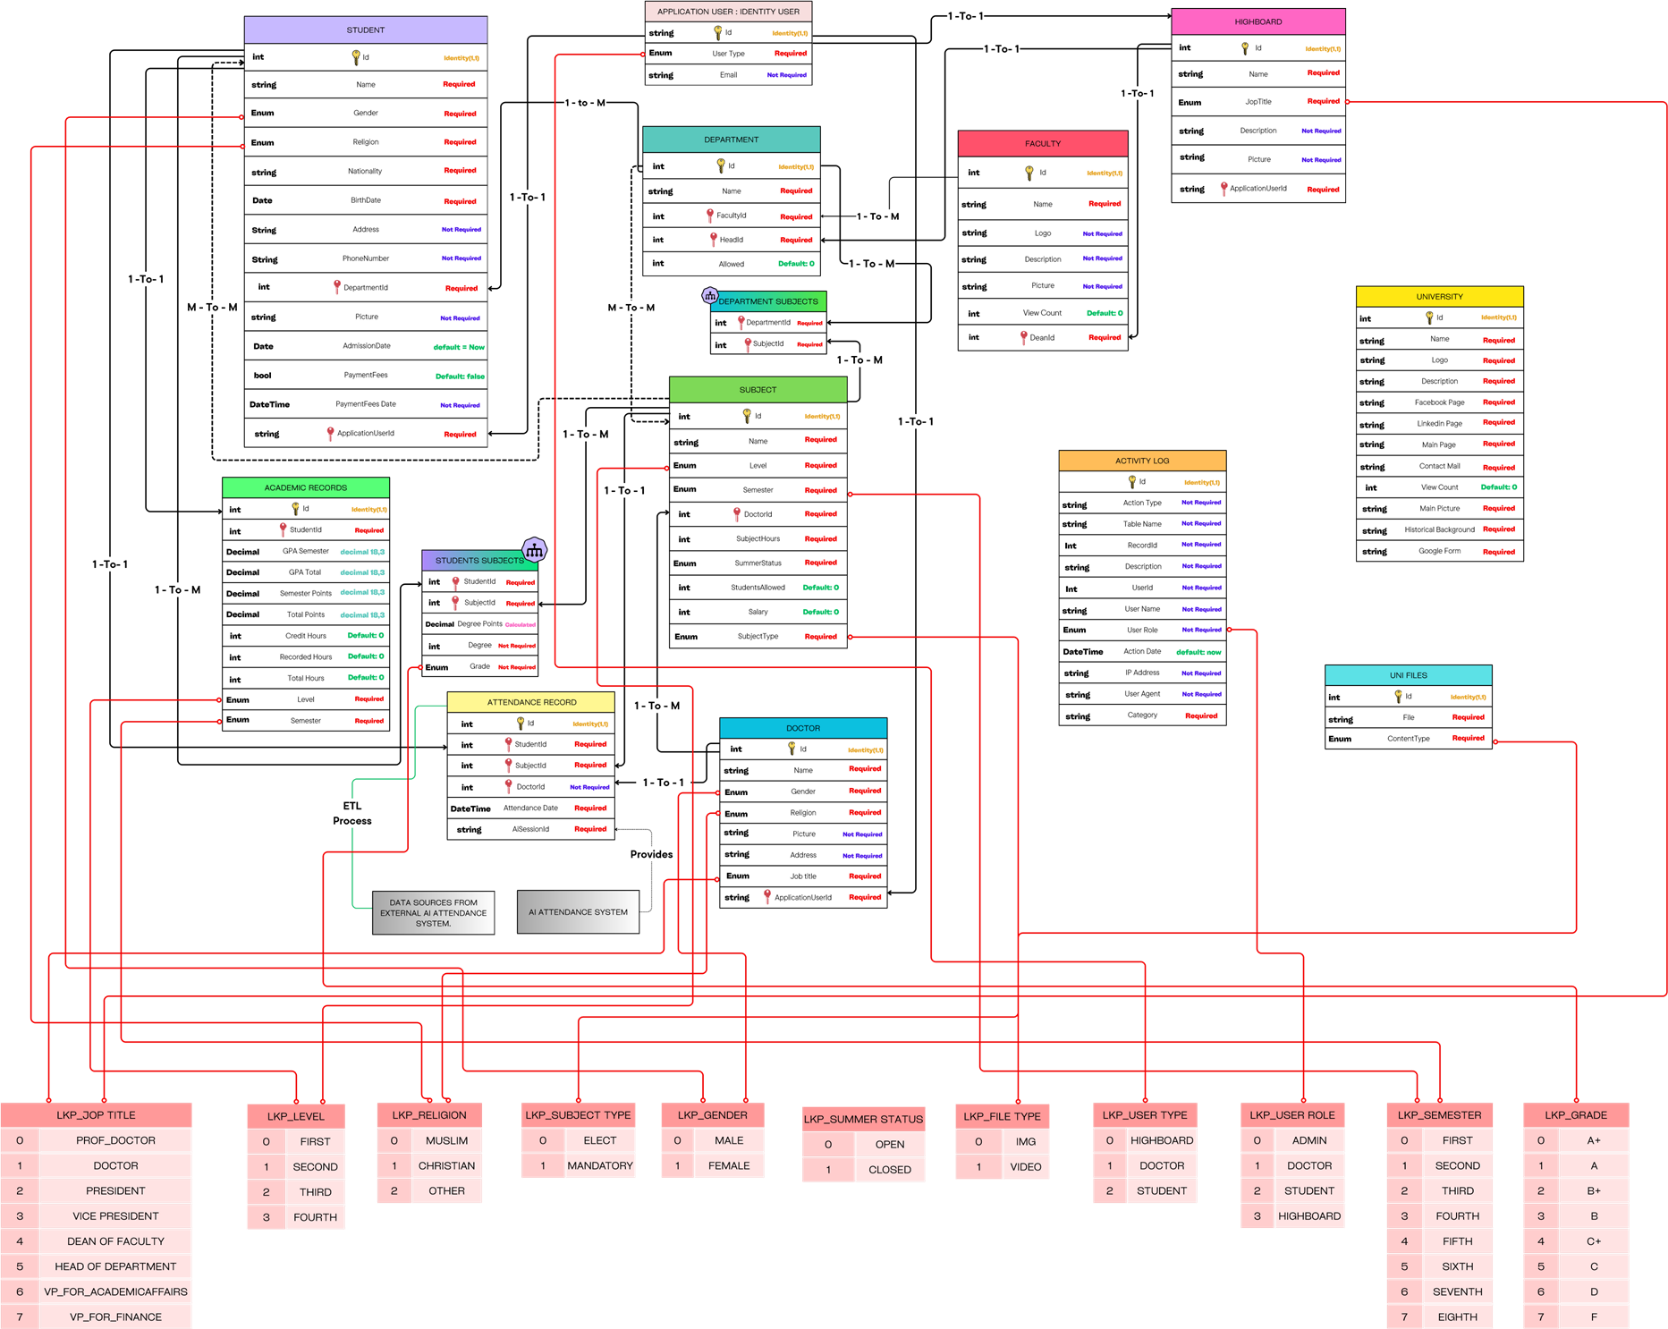 STUDENT
int Id Identity(1,1)
string Name Required
Enum Gender Required
Enum Religion Required
string Nationality Required
Date BirthDate Required
String Address Not Required
String PhoneNumber Not Required
int DepartmentId Required
string Picture Not Required
Date AdmissionDate default = Now
bool PaymentFees Default: false
DateTime PaymentFees Date Not Required
string ApplicationUserId Required
APPLICATION USER : IDENTITY USER
string Id Identity(1,1)
Enum User Type Required
string Email Not Required
HIGHBOARD
int Id Identity(1,1)
string Name Required
Enum JopTitle Required
string Description Not Required
string Picture Not Required
string ApplicationUserId Required
DEPARTMENT
int Id Identity(1,1)
string Name Required
int FacultyId Required
int HeadId Required
int Allowed Default: 0
FACULTY
int Id Identity(1,1)
string Name Required
string Logo Not Required
string Description Not Required
string Picture Not Required
int View Count Default: 0
int DeanId Required
DEPARTMENT SUBJECTS
int DepartmentId Required
int SubjectId Required
UNIVERSITY
int Id Identity(1,1)
string Name Required
string Logo Required
string Description Required
string Facebook Page Required
string LinkedIn Page Required
string Main Page Required
string Contact Mail Required
int View Count Default: 0
string Main Picture Required
string Historical Background Required
string Google Form Required
SUBJECT
int Id Identity(1,1)
string Name Required
Enum Level Required
Enum Semester Required
int DoctorId Required
int SubjectHours Required
Enum SummerStatus Required
int StudentsAllowed Default: 0
int Salary Default: 0
Enum SubjectType Required
ACADEMIC RECORDS
int Id Identity(1,1)
int StudentId Required
Decimal GPA Semester decimal 18,3
Decimal GPA Total decimal 18,3
Decimal Semester Points decimal 18,3
Decimal Total Points decimal 18,3
int Credit Hours Default: 0
int Recorded Hours Default: 0
int Total Hours Default: 0
Enum Level Required
Enum Semester Required
STUDENTS SUBJECTS
int StudentId Required
int SubjectId Required
Decimal Degree Points Calculated
int Degree Not Required
Enum Grade Not Required
ACTIVITY LOG
Id Identity(1,1)
string Action Type Not Required
string Table Name Not Required
Int RecordId Not Required
string Description Not Required
Int UserId Not Required
string User Name Not Required
Enum User Role Not Required
DateTime Action Date default: now
string IP Address Not Required
string User Agent Not Required
string Category Required
UNI FILES
int Id Identity(1,1)
string File Required
Enum ContentType Required
ATTENDANCE RECORD
int Id Identity(1,1)
int StudentId Required
int SubjectId Required
int DoctorId Not Required
DateTime Attendance Date Required
string AiSessionId Required
DOCTOR
int Id Identity(1,1)
string Name Required
Enum Gender Required
Enum Religion Required
string Picture Not Required
string Address Not Required
Enum Job title Required
string ApplicationUserId Required
1 -To- 1
1 -To- 1
1 -To- 1
1 - to - M
1 -To- 1
1 - To - M
1 - To - M
1 -To- 1
M - To - M
M - To - M
1 - To - M
1 -To- 1
1 - To - M
1 - To - 1
1 -To- 1
1 - To - M
1 - To - M
1 - To - 1
ETL
Process
Provides
DATA SOURCES FROM
EXTERNAL AI ATTENDANCE
SYSTEM.
AI ATTENDANCE SYSTEM
LKP_JOP TITLE
0 PROF_DOCTOR
1 DOCTOR
2 PRESIDENT
3 VICE PRESIDENT
4 DEAN OF FACULTY
5 HEAD OF DEPARTMENT
6 VP_FOR_ACADEMICAFFAIRS
7 VP_FOR_FINANCE
LKP_LEVEL
0 FIRST
1 SECOND
2 THIRD
3 FOURTH
LKP_RELIGION
0 MUSLIM
1 CHRISTIAN
2 OTHER
LKP_SUBJECT TYPE
0 ELECT
1 MANDATORY
LKP_GENDER
0 MALE
1 FEMALE
LKP_SUMMER STATUS
0 OPEN
1 CLOSED
LKP_FILE TYPE
0 IMG
1 VIDEO
LKP_USER TYPE
0 HIGHBOARD
1 DOCTOR
2 STUDENT
LKP_USER ROLE
0 ADMIN
1 DOCTOR
2 STUDENT
3 HIGHBOARD
LKP_SEMESTER
0 FIRST
1 SECOND
2 THIRD
3 FOURTH
4 FIFTH
5 SIXTH
6 SEVENTH
7 EIGHTH
LKP_GRADE
0 A+
1 A
2 B+
3 B
4 C+
5 C
6 D
7 F